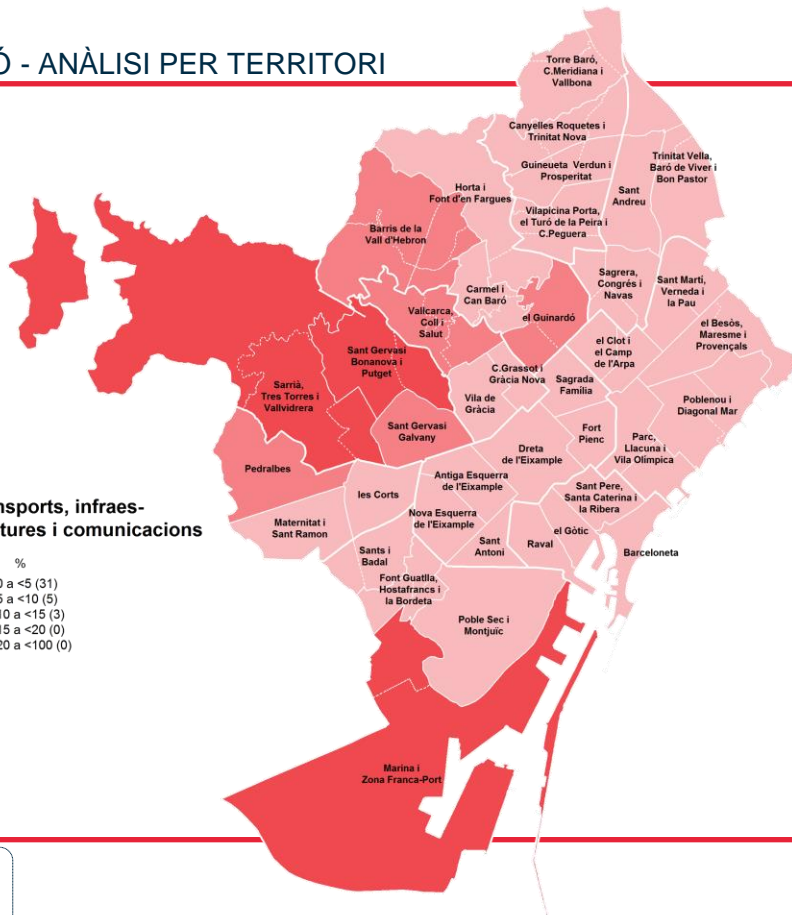 Ó - ANÀLISI PER TERRITORI
Torre Baró,
C.Meridiana i
Vallbona
Canyelles Roquetes i
Trinitat Nova
Trinitat Vella,
Baró de Viver i
Bon Pastor
Guineueta Verdun i
Prosperitat
Sant
Andreu
Horta i
Font d'en Fargues
Vilapicina Porta,
el Turó de la Peira i
C.Peguera
Barris de la
Vall d'Hebron
Sagrera,
Congrés i
Navas
Sant Martí,
Verneda i
la Pau
Carmel i
Can Baró
Vallcarca,
Coll i
Salut
el Guinardó
el Besòs,
Maresme i
Provençals
el Clot i
el Camp
de l'Arpa
Sant Gervasi
Bonanova i
Putget
C.Grassot i
Gràcia Nova
Sagrada
Família
Sarrià,
Tres Torres i
Vallvidrera
Vila de
Gràcia
Poblenou i
Diagonal Mar
Sant Gervasi
Galvany
Fort
Pienc
Parc,
Llacuna i
Vila Olímpica
Dreta
de l'Eixample
Pedralbes
Antiga Esquerra
de l'Eixample
Sant Pere,
Santa Caterina i
la Ribera
les Corts
Nova Esquerra
de l'Eixample
Maternitat i
Sant Ramon
el Gòtic
Raval
Sant
Antoni
Barceloneta
Sants i
Badal
Font Guatlla,
Hostafrancs i
la Bordeta
Poble Sec i
Montjuïc
Marina i
Zona Franca-Port
nsports, infraes-
tures i comunicacions
%
0 a <5 (31)
5 a <10 (5)
10 a <15 (3)
15 a <20 (0)
20 a <100 (0)